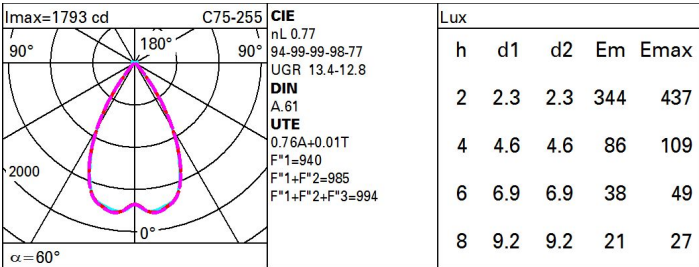 Imax=1793 cd C75-255
90° 180° 90°
2000
0°
α=60°
CIE
nL 0.77
94-99-99-98-77
UGR 13.4-12.8
DIN
A.61
UTE
0.76A+0.01T
F"1=940
F"1+F"2=985
F"1+F"2+F"3=994
Lux
h d1 d2 Em Emax
2 2.3 2.3 344 437
4 4.6 4.6 86 109
6 6.9 6.9 38 49
8 9.2 9.2 21 27